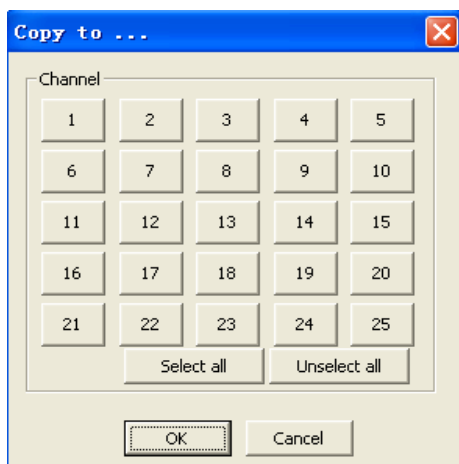 Copy to ...
Channel
1 2 3 4 5
6 7 8 9 10
11 12 13 14 15
16 17 18 19 20
21 22 23 24 25
Select all Unselect all
OK Cancel